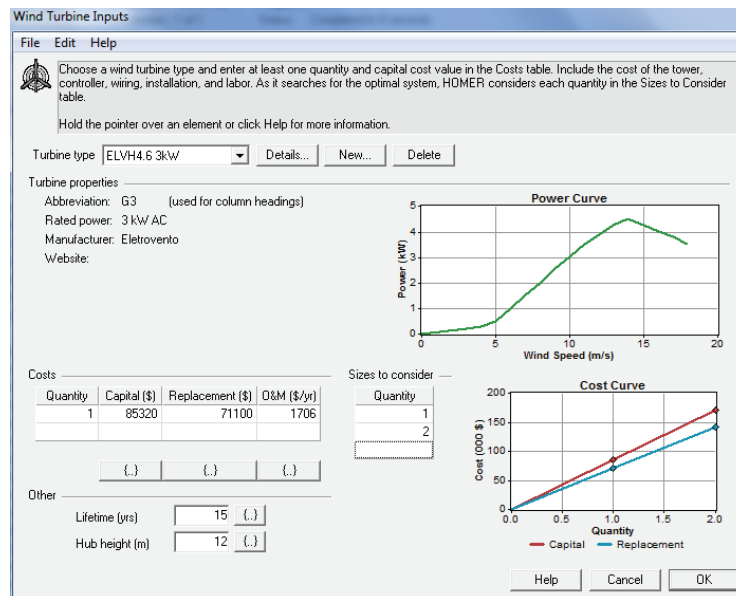 Wind Turbine Inputs
File Edit Help
Choose a wind turbine type and enter at least one quantity and capital cost value in the Costs table. Include the cost of the tower,
controller, wiring, installation, and labor. As it searches for the optimal system, HOMER considers each quantity in the Sizes to Consider
table.
Hold the pointer over an element or click Help for more information.
Turbine type ELVH4.6 3kW Details... New... Delete
Turbine properties
Abbreviation: G3 (used for column headings)
Rated power: 3 kW AC
Manufacturer: Eletrovento
Website:
Power Curve
5
4
3
2
1
0
Power (kW)
0 5 10 15 20
Wind Speed (m/s)
Costs
Quantity Capital ($) Replacement ($) O&M ($/yr)
1 85320 71100 1706
{..} {..} {..}
Sizes to consider
Quantity
1
2
Cost Curve
200
150
100
50
0
Cost (000 $)
0.0 0.5 1.0 1.5 2.0
Quantity
Capital Replacement
Other
Lifetime (yrs) 15 {..}
Hub height (m) 12 {..}
Help Cancel OK